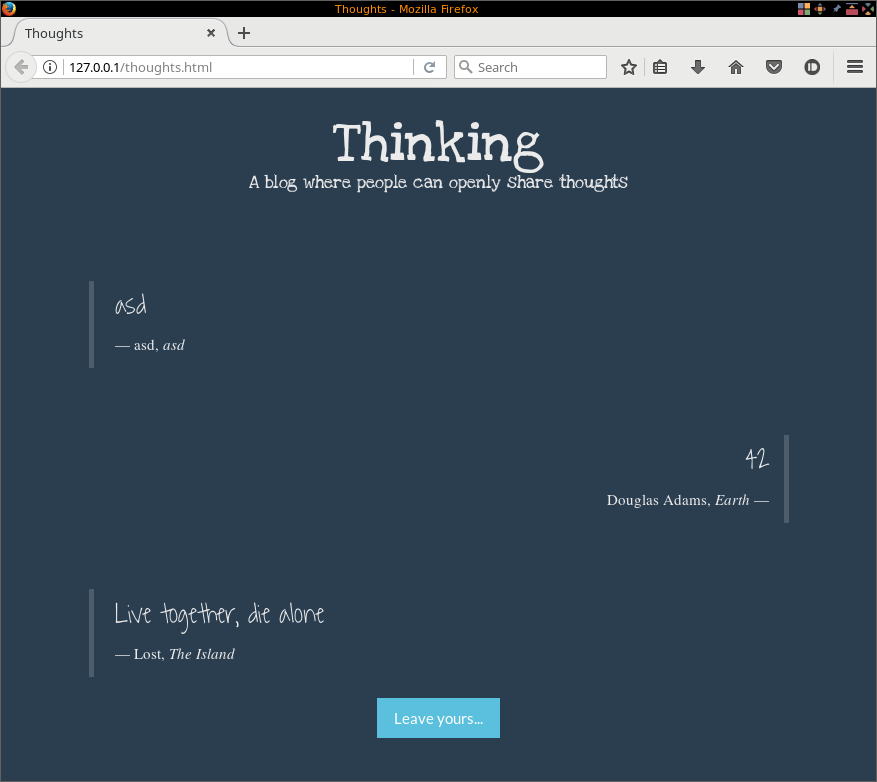 Thoughts - Mozilla Firefox
Thoughts
127.0.0.1/thoughts.html
Search
Thinking
A blog where people can openly share thoughts
asd
— asd, asd
42
Douglas Adams, Earth —
Live together, die alone
— Lost, The Island
Leave yours...